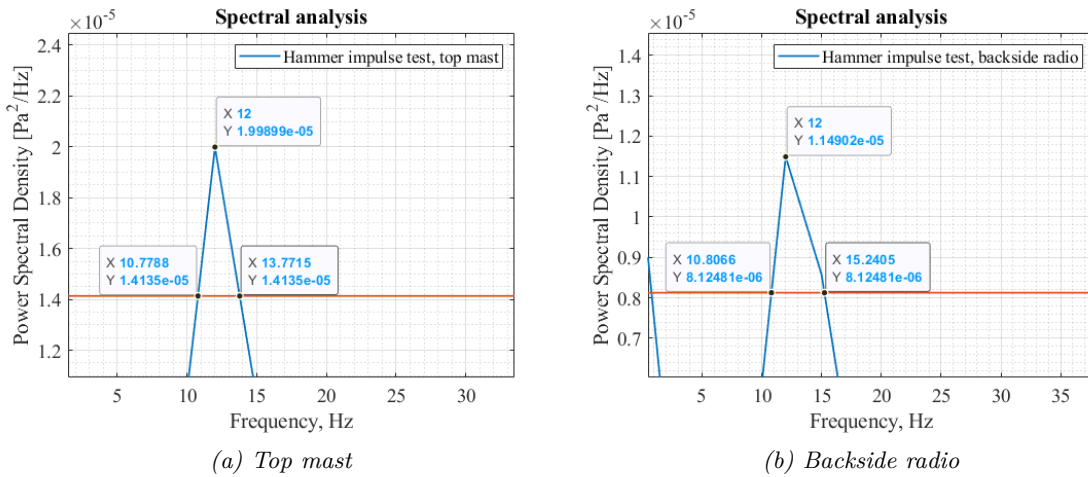 ×10⁻⁵
Spectral analysis
Hammer impulse test, top mast
Power Spectral Density [Pa²/Hz]
2.4
2.2
2
1.8
1.6
1.4
1.2
X 12
Y 1.99899e-05
X 10.7788
Y 1.4135e-05
X 13.7715
Y 1.4135e-05
5
10
15
20
25
30
Frequency, Hz
(a) Top mast
×10⁻⁵
Spectral analysis
Hammer impulse test, backside radio
Power Spectral Density [Pa²/Hz]
1.4
1.3
1.2
1.1
1
0.9
0.8
0.7
X 12
Y 1.14902e-05
X 10.8066
Y 8.12481e-06
X 15.2405
Y 8.12481e-06
5
10
15
20
25
30
35
Frequency, Hz
(b) Backside radio